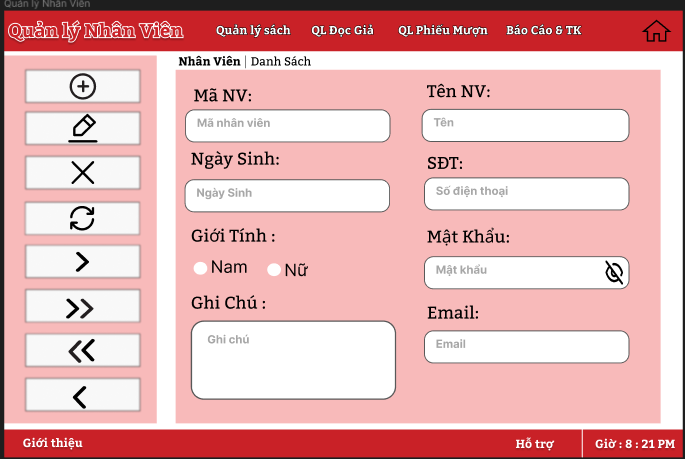 Quản lý Nhân Viên
Quản lý Nhân Viên Quản lý sách QL Đọc Giả QL Phiếu Mượn Báo Cáo & TK
Nhân Viên | Danh Sách
Mã NV: Tên NV:
Mã nhân viên Tên
Ngày Sinh: SĐT:
Ngày Sinh Số điện thoại
Giới Tính : Mật Khẩu:
Nam Nữ Mật khẩu
Ghi Chú : Email:
Ghi chú Email
Giới thiệu Hỗ trợ Giờ : 8 : 21 PM